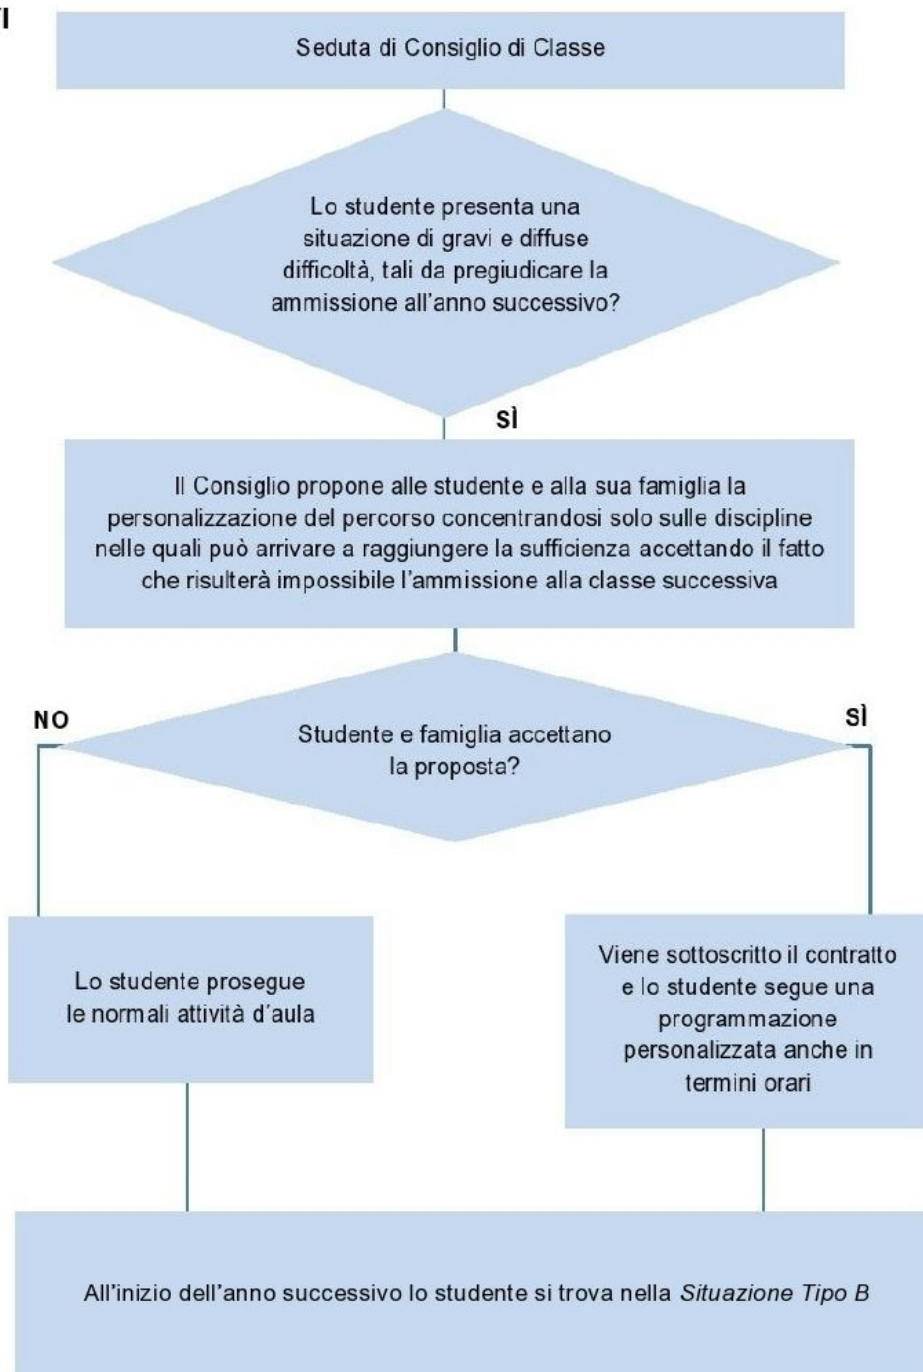 Seduta di Consiglio di Classe
Lo studente presenta una
situazione di gravi e diffuse
difficoltà, tali da pregiudicare la
ammissione all'anno successivo?
SÌ
Il Consiglio propone alle studente e alla sua famiglia la
personalizzazione del percorso concentrandosi solo sulle discipline
nelle quali può arrivare a raggiungere la sufficienza accettando il fatto
che risulterà impossibile l'ammissione alla classe successiva
NO
SÌ
Studente e famiglia accettano
la proposta?
Lo studente prosegue
le normali attività d'aula
Viene sottoscritto il contratto
e lo studente segue una
programmazione
personalizzata anche in
termini orari
All'inizio dell'anno successivo lo studente si trova nella Situazione Tipo B